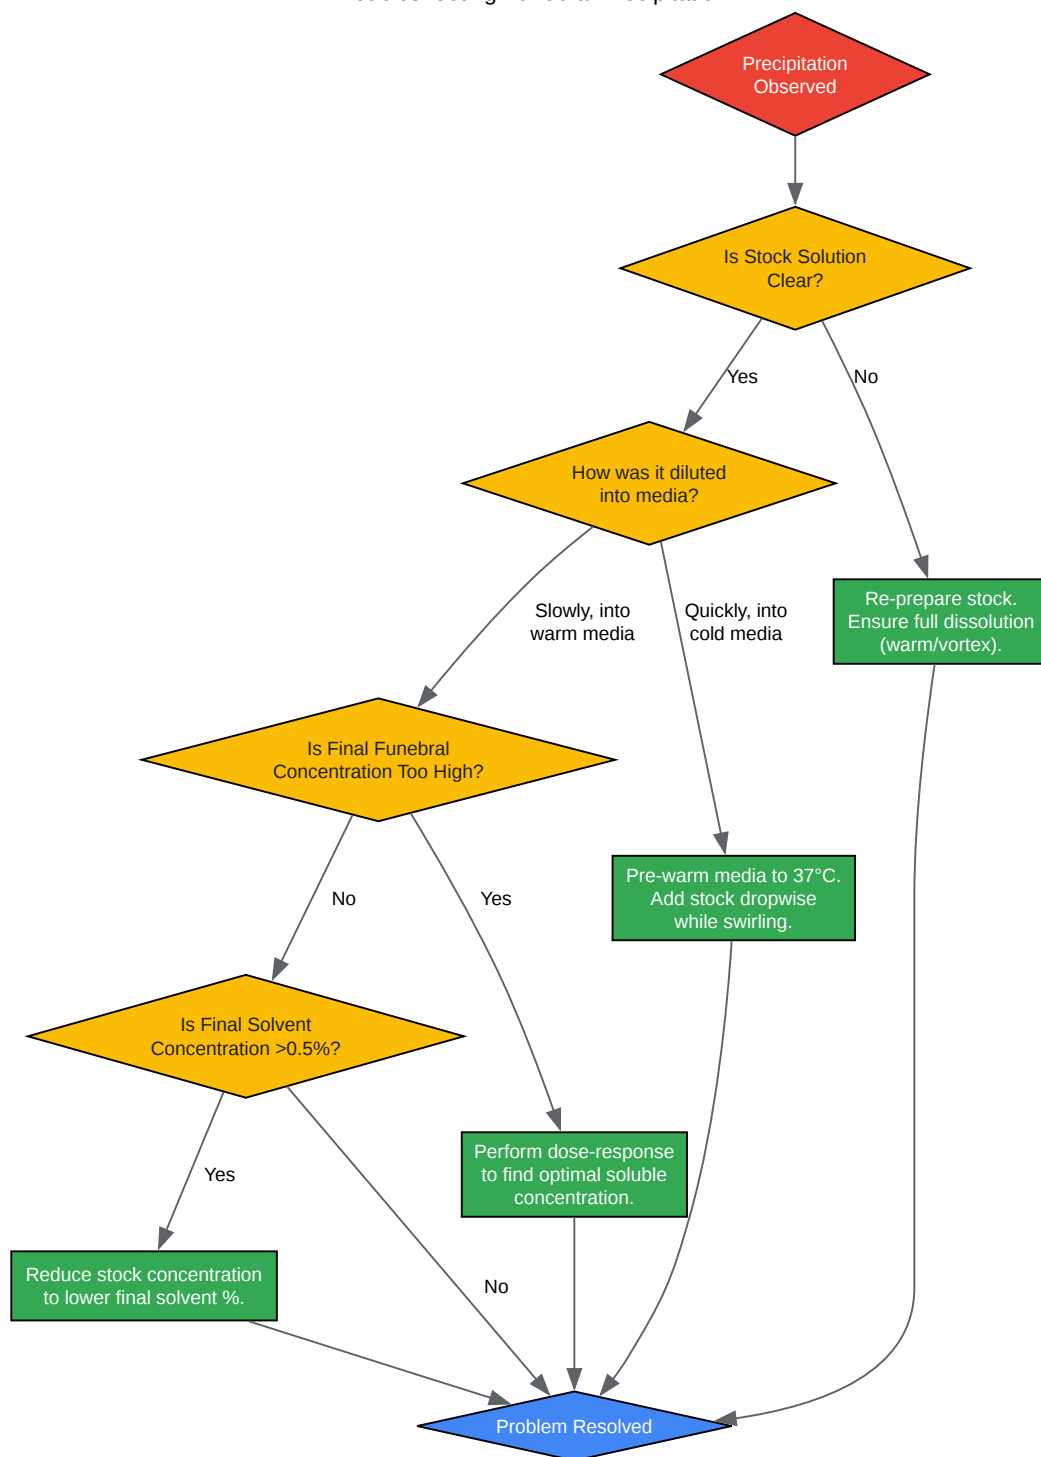 Precipitation
Observed
Is Stock Solution
Clear?
Yes
No
How was it diluted
into media?
Slowly, into
warm media
Quickly, into
cold media
Re-prepare stock.
Ensure full dissolution
(warm/vortex).
Is Final Funebral
Concentration Too High?
No
Yes
Pre-warm media to 37°C.
Add stock dropwise
while swirling.
Is Final Solvent
Concentration >0.5%?
Yes
No
Perform dose-response
to find optimal soluble
concentration.
Reduce stock concentration
to lower final solvent %.
Problem Resolved